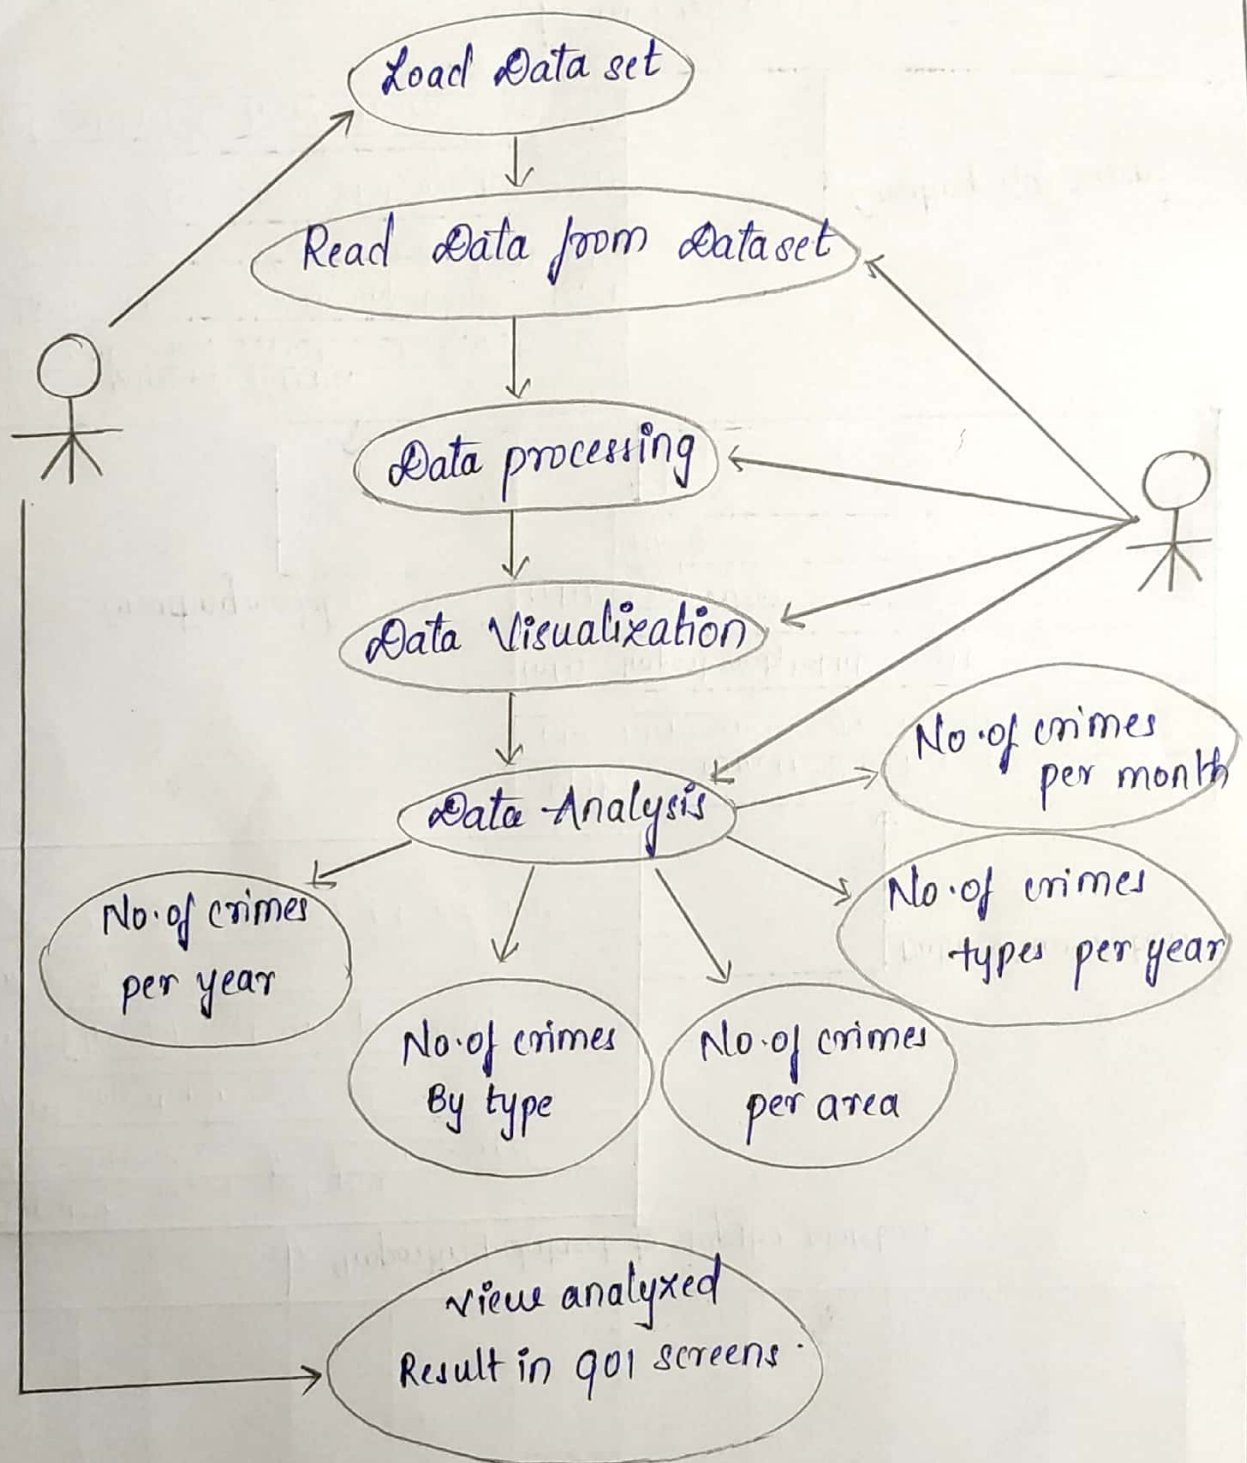 Load Data set
Read Data from Dataset
Data processing
Data Visualization
Data Analysis
No.of crimes
per month
No.of crimes
types per year
No.of crimes
per year
No.of crimes
By type
No.of crimes
per area
View analyzed
Result in screens